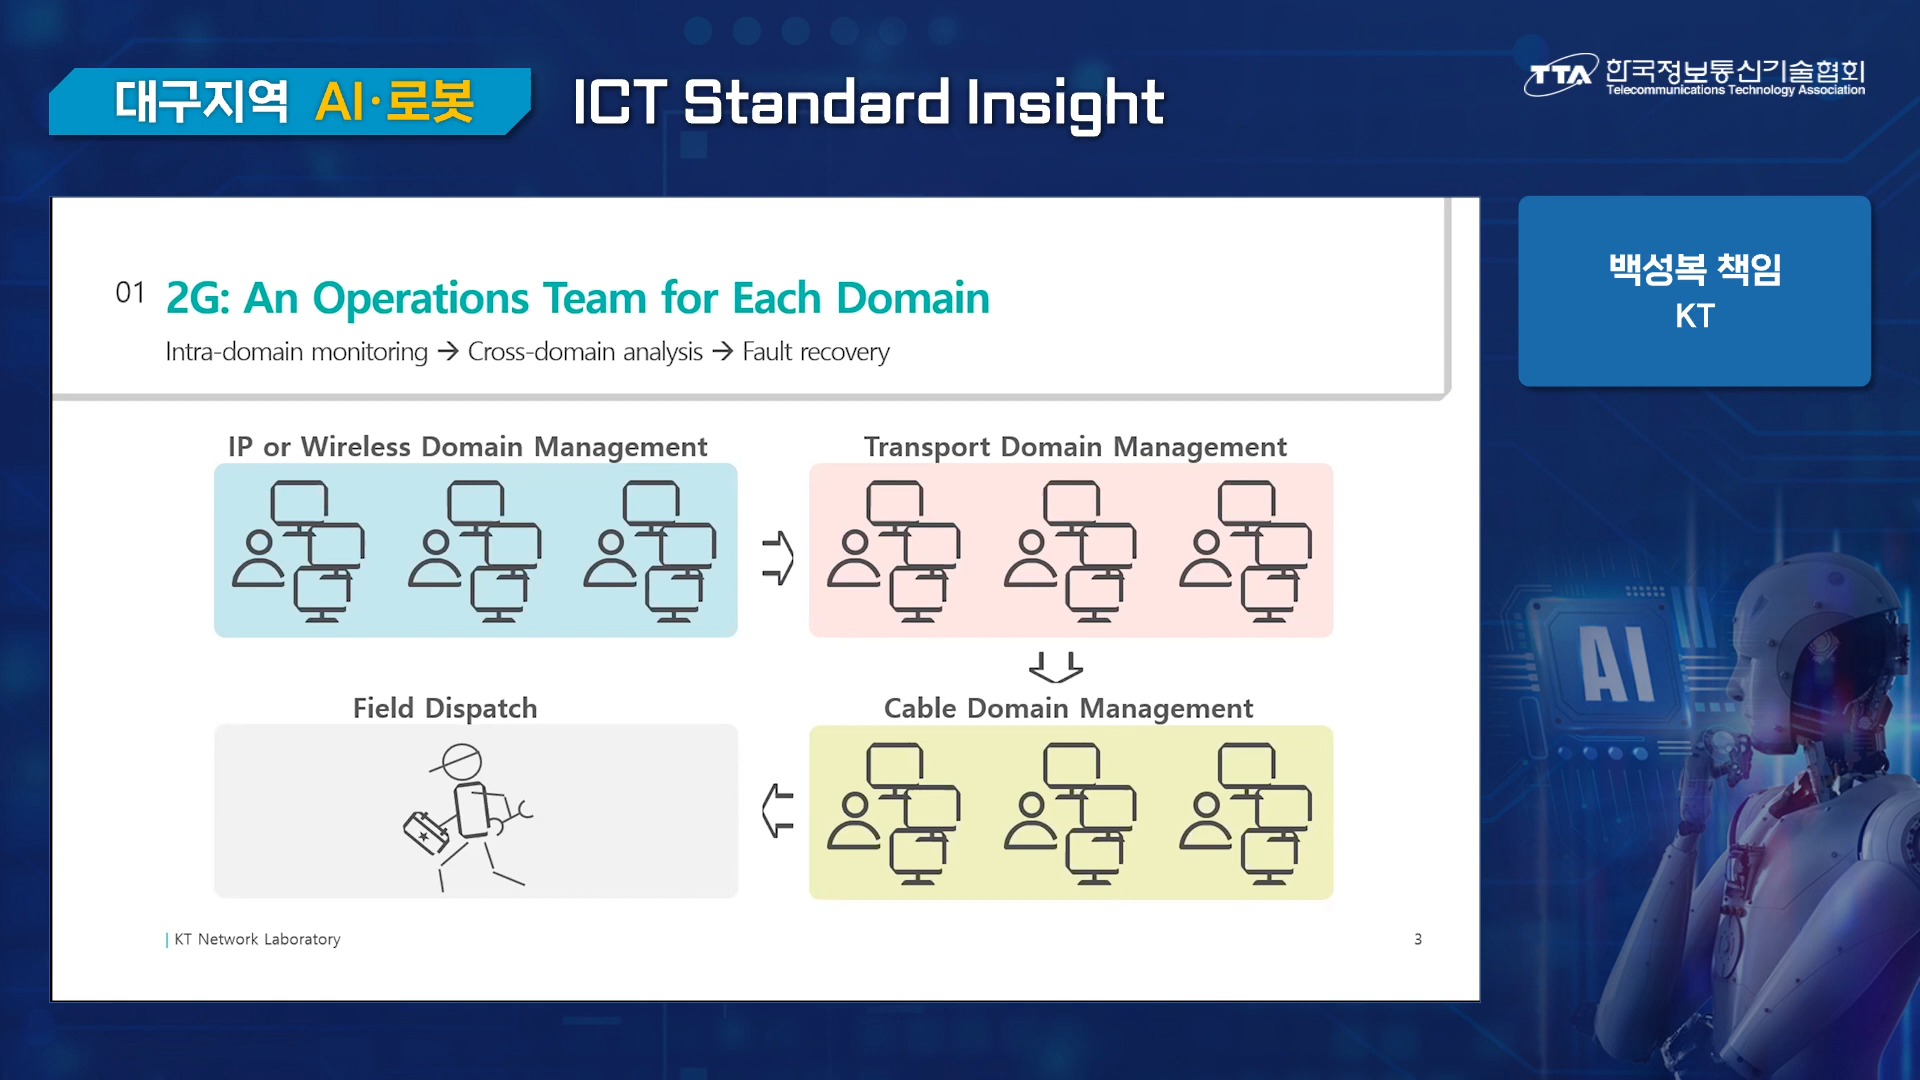 대구지역 AI·로봇
ICT Standard Insight
TTA 한국정보통신기술협회
Telecommunications Technology Association
01 2G: An Operations Team for Each Domain
Intra-domain monitoring → Cross-domain analysis → Fault recovery
백성복 책임
KT
IP or Wireless Domain Management
Transport Domain Management
Field Dispatch
Cable Domain Management
AI
| KT Network Laboratory
3